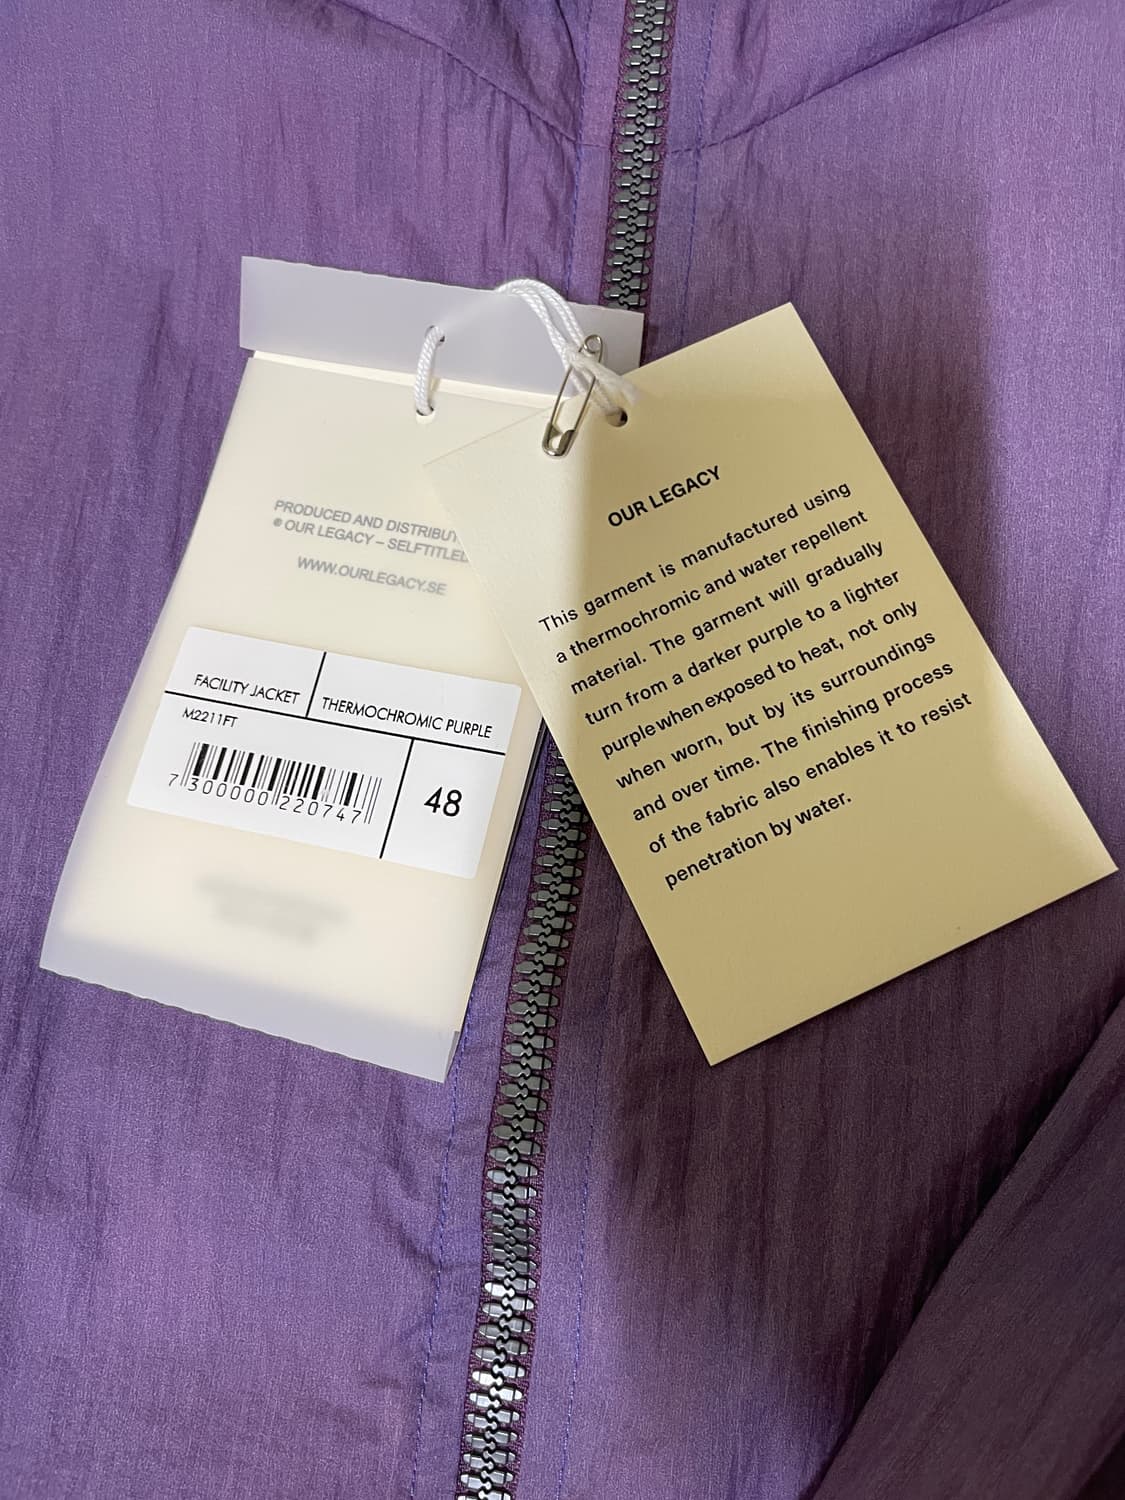 PRODUCED AND DISTRIBUT
® OUR LEGACY – SELFTITLED
WWW.OURLEGACY.SE
FACILITY JACKET
THERMOCHROMIC PURPLE
M2211FT
7 300000 220747
48
OUR LEGACY
This garment is manufactured using
a thermochromic and water repellent
material. The garment will gradually
turn from a darker purple to a lighter
purple when exposed to heat, not only
when worn, but by its surroundings
and over time. The finishing process
of the fabric also enables it to resist
penetration by water.